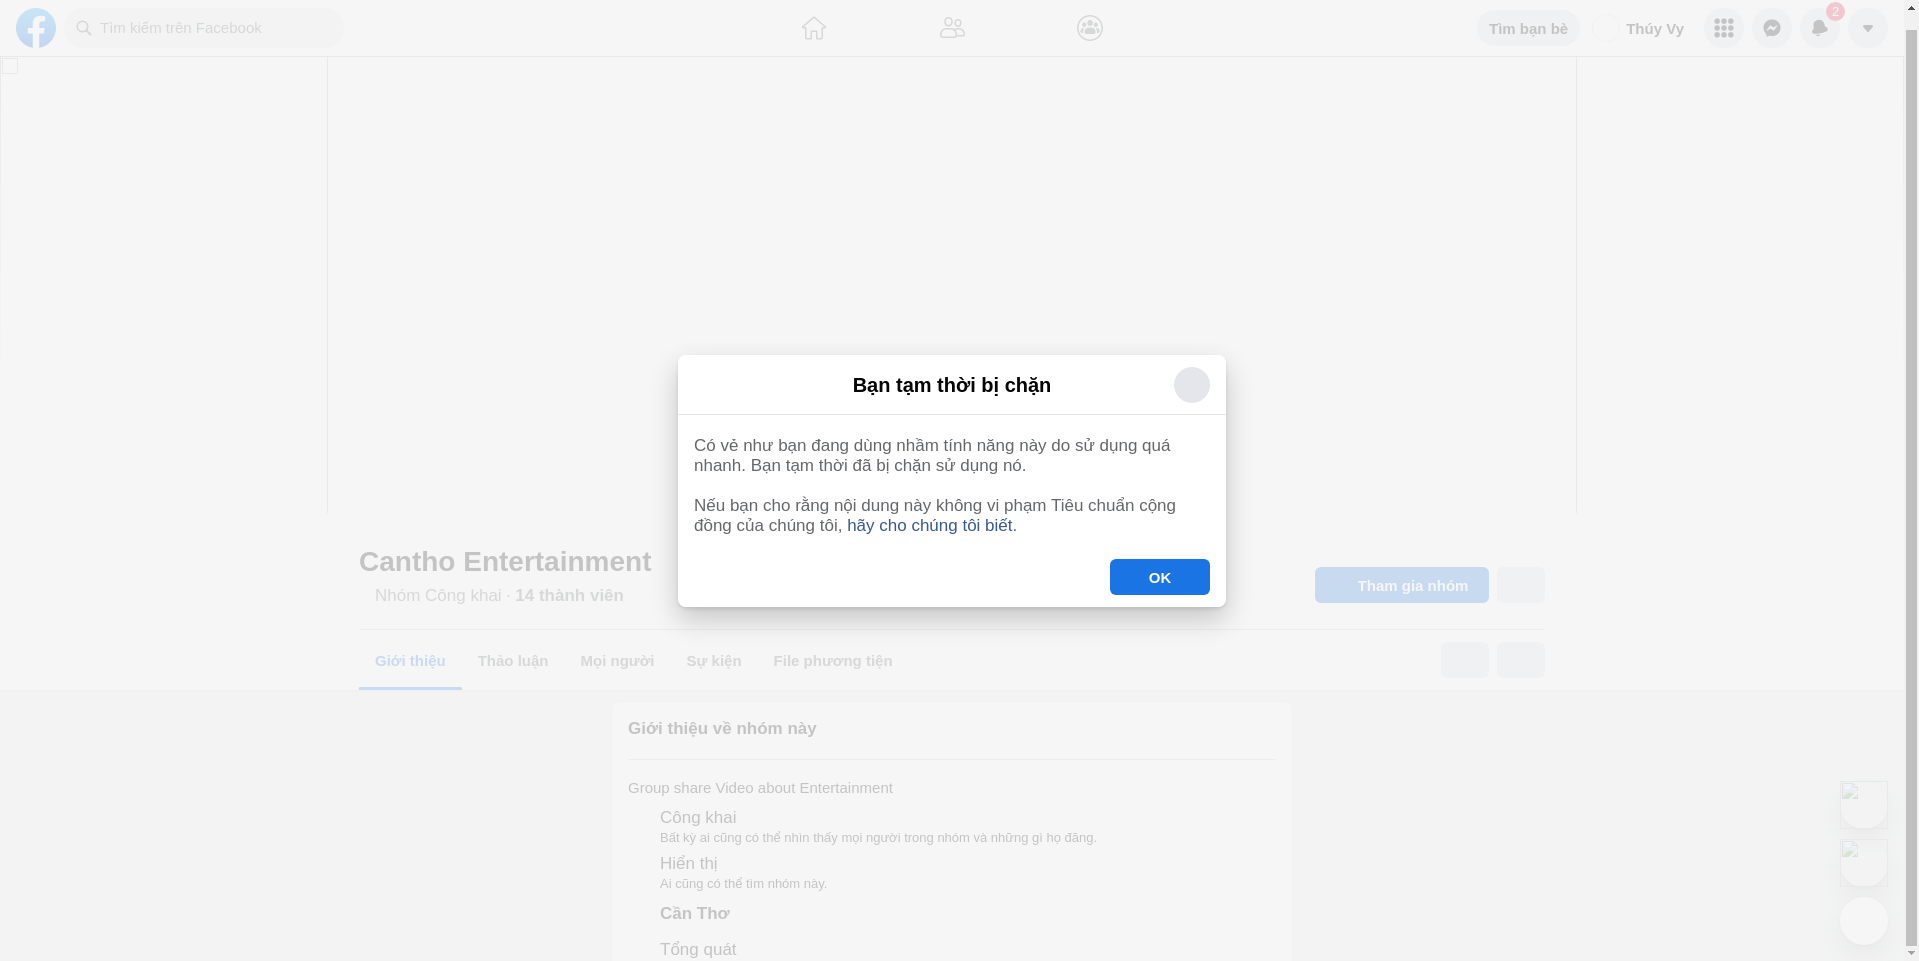 Tìm kiếm trên Facebook
Tìm bạn bè
Thúy Vy
2
Bạn tạm thời bị chặn
Có vẻ như bạn đang dùng nhầm tính năng này do sử dụng quá
nhanh. Bạn tạm thời đã bị chặn sử dụng nó.
Nếu bạn cho rằng nội dung này không vi phạm Tiêu chuẩn cộng
đồng của chúng tôi, hãy cho chúng tôi biết.
OK
Cantho Entertainment
Nhóm Công khai · 14 thành viên
Tham gia nhóm
Giới thiệu
Thảo luận
Mọi người
Sự kiện
File phương tiện
Giới thiệu về nhóm này
Group share Video about Entertainment
Công khai
Bất kỳ ai cũng có thể nhìn thấy mọi người trong nhóm và những gì họ đăng.
Hiển thị
Ai cũng có thể tìm nhóm này.
Cần Thơ
Tổng quát